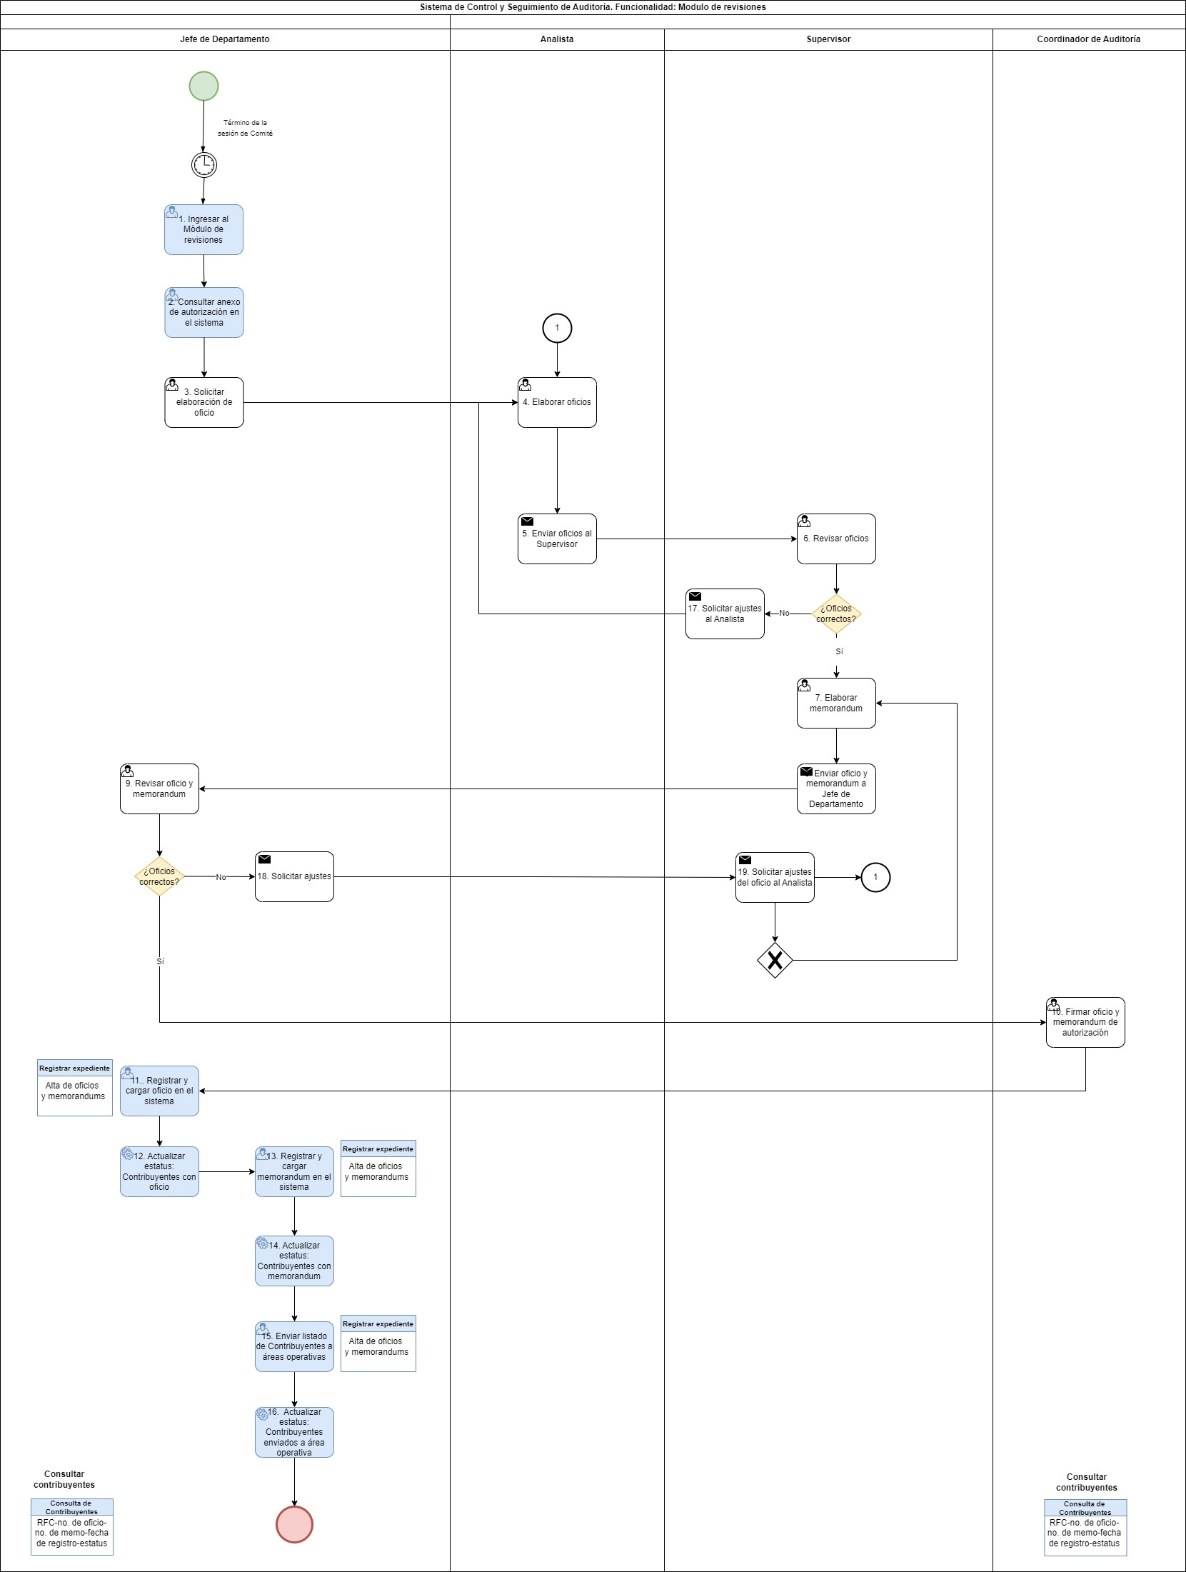 Sistema de Control y Seguimiento de Auditoría. Funcionalidad: Modulo de revisiones
Jefe de Departamento
Analista
Supervisor
Coordinador de Auditoría
Término de la
sesión de Comité
1. Ingresar al
Módulo de
revisiones
2. Consultar anexo
de autorización en
el sistema
1
3. Solicitar
elaboración de
oficio
4. Elaborar oficios
5. Enviar oficios al
Supervisor
6. Revisar oficios
17. Solicitar ajustes
al Analista
No
¿Oficios
correctos?
Sí
7. Elaborar
memorandum
9. Revisar oficio y
memorandum
Enviar oficio y
memorandum a
Jefe de
Departamento
¿Oficios
correctos?
No
18. Solicitar ajustes
19. Solicitar ajustes
del oficio al Analista
1
Sí
10. Firmar oficio y
memorandum de
autorización
Registrar expediente
Alta de oficios
y memorandums
11.. Registrar y
cargar oficio en el
sistema
12. Actualizar
estatus:
Contribuyentes con
oficio
13. Registrar y
cargar
memorandum en el
sistema
Registrar expediente
Alta de oficios
y memorandums
14. Actualizar
estatus:
Contribuyentes con
memorandum
15. Enviar listado
de Contribuyentes a
áreas operativas
Registrar expediente
Alta de oficios
y memorandums
16. Actualizar
estatus:
Contribuyentes
enviados a área
operativa
Consultar
contribuyentes
Consulta de
Contribuyentes
RFC-no. de oficio-
no. de memo-fecha
de registro-estatus
Consultar
contribuyentes
Consulta de
Contribuyentes
RFC-no. de oficio-
no. de memo-fecha
de registro-estatus